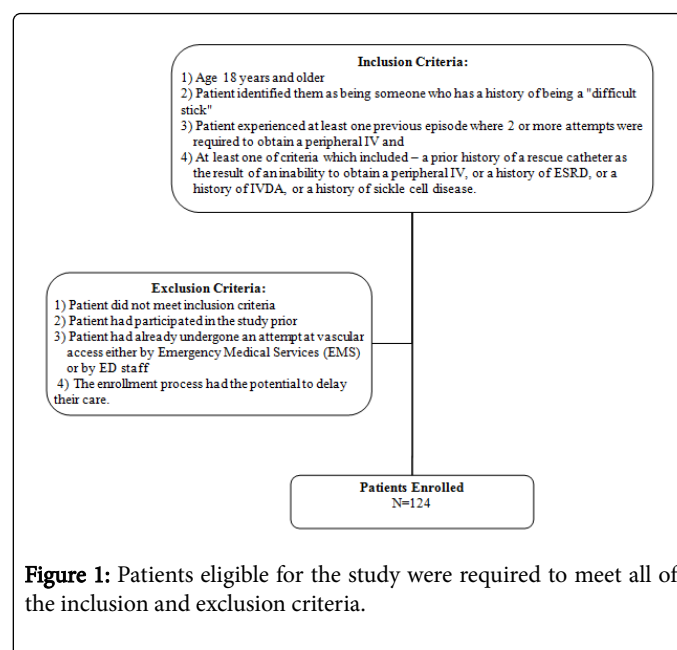 Inclusion Criteria:
1) Age 18 years and older
2) Patient identified them as being someone who has a history of being a "difficult
stick"
3) Patient experienced at least one previous episode where 2 or more attempts were
required to obtain a peripheral IV and
4) At least one of criteria which included – a prior history of a rescue catheter as
the result of an inability to obtain a peripheral IV, or a history of ESRD, or a
history of IVDA, or a history of sickle cell disease.
Exclusion Criteria:
1) Patient did not meet inclusion criteria
2) Patient had participated in the study prior
3) Patient had already undergone an attempt at vascular
access either by Emergency Medical Services (EMS)
or by ED staff
4) The enrollment process had the potential to delay
their care.
Patients Enrolled
N=124
Figure 1: Patients eligible for the study were required to meet all of
the inclusion and exclusion criteria.